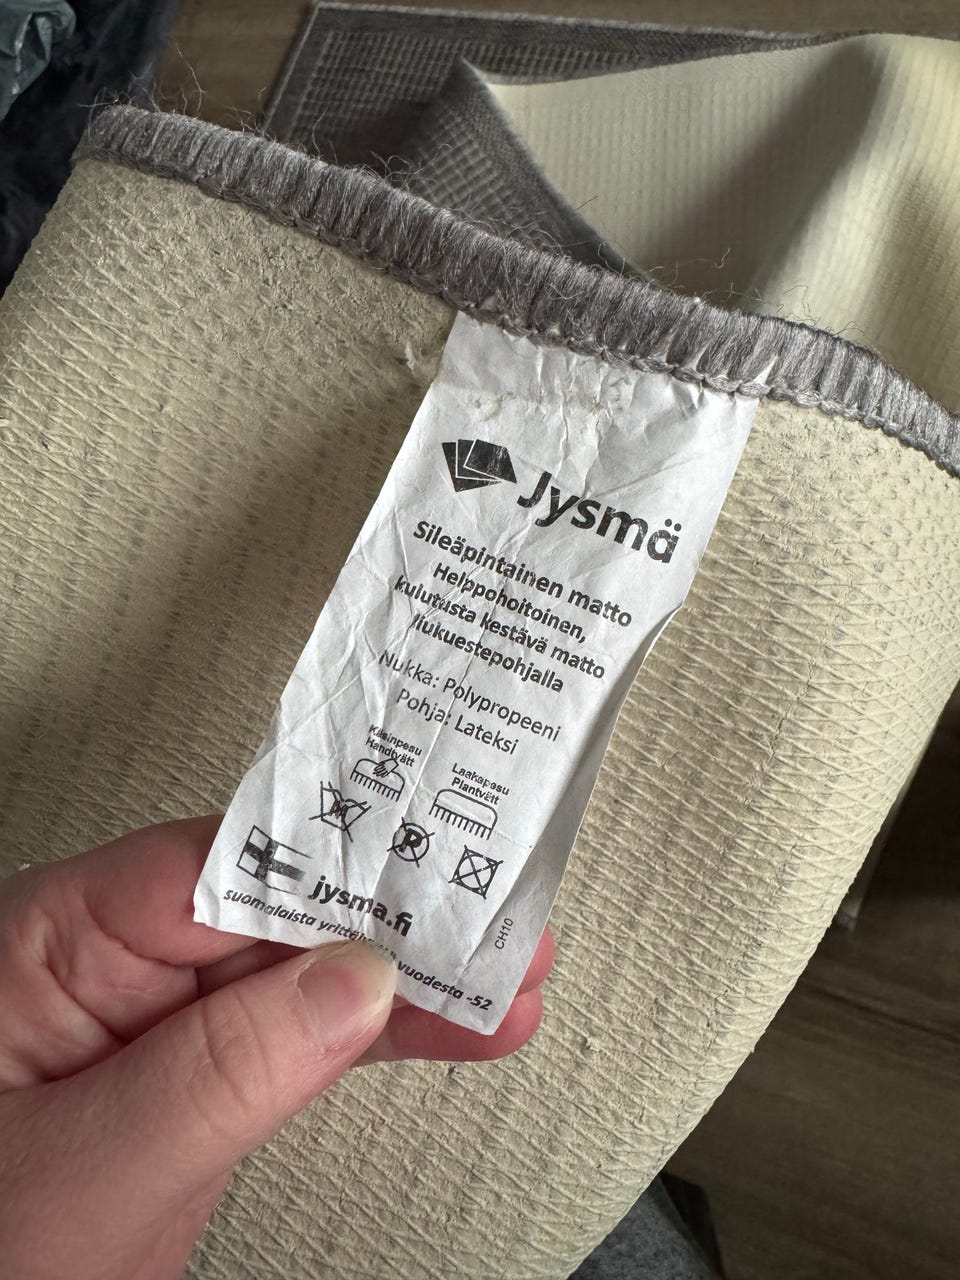 Jysmä
Sileäpintainen matto
Helppohoitoinen,
kulutusta kestävä matto
liukuestepohjalla
Nukka: Polypropeeni
Pohja: Lateksi
Käsinpesu
Handtvätt
Laakapesu
Plantvätt
M
P
jysma.fi
suomalaista vuodesta -52
CH10